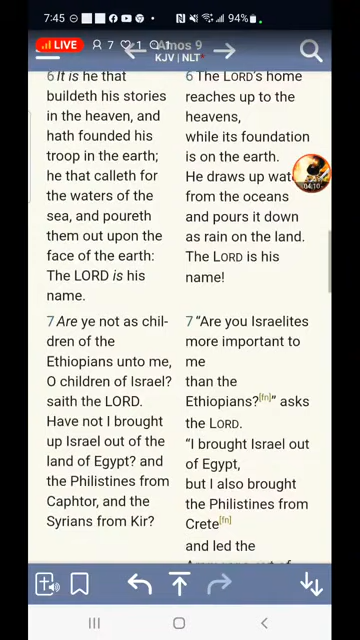 7:45
94%
LIVE
7
1
1
Amos 9
KJV | NLT*
6 It is he that
buildeth his stories
in the heaven, and
hath founded his
troop in the earth;
he that calleth for
the waters of the
sea, and poureth
them out upon the
face of the earth:
The LORD is his
name.
7 Are ye not as chil-
dren of the
Ethiopians unto me,
O children of Israel?
saith the LORD.
Have not I brought
up Israel out of the
land of Egypt? and
the Philistines from
Caphtor, and the
Syrians from Kir?
6 The LORD's home
reaches up to the
heavens,
while its foundation
is on the earth.
He draws up wat
from the oceans
and pours it down
as rain on the land.
The LORD is his
name!
04:10
7 “Are you Israelites
more important to
me
than the
Ethiopians?[fn]” asks
the LORD.
“I brought Israel out
of Egypt,
but I also brought
the Philistines from
Crete[fn]
and led the